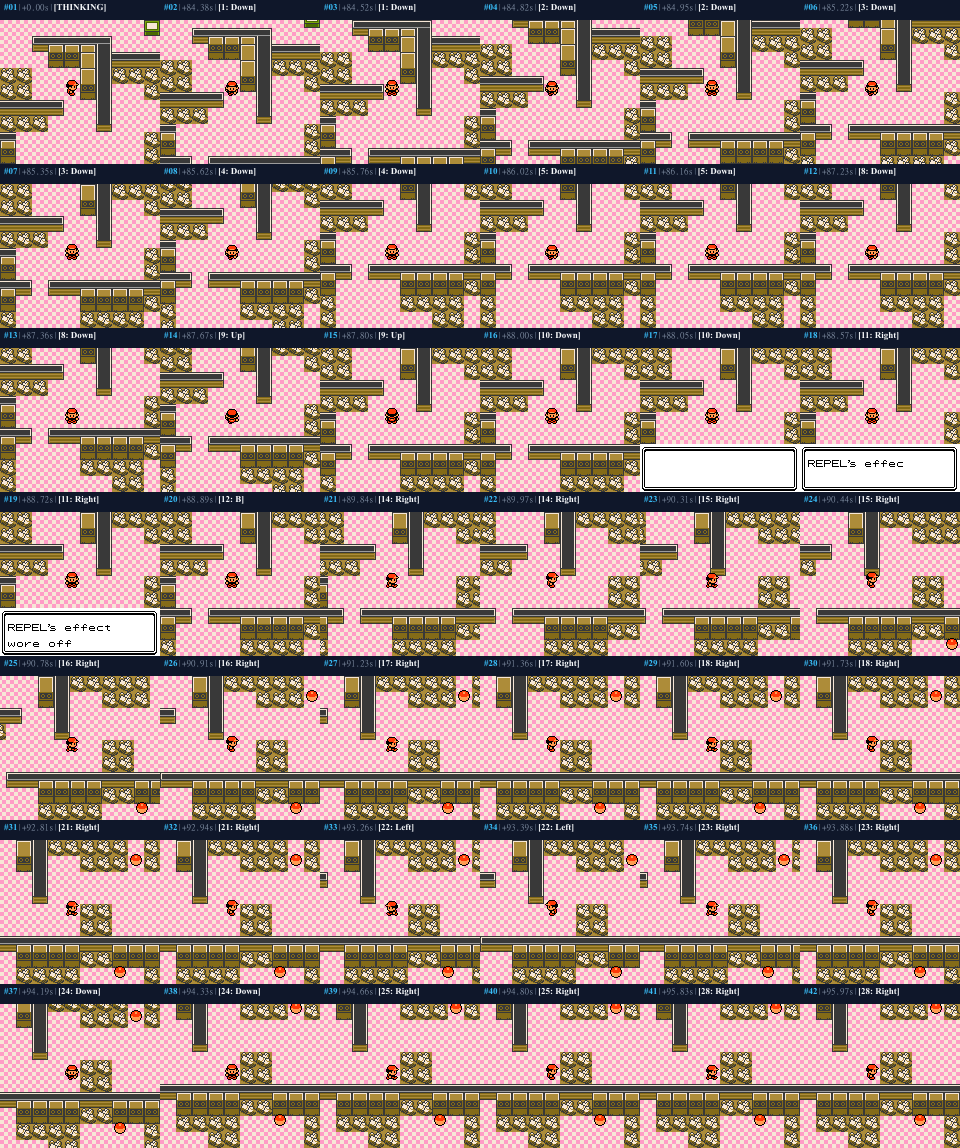 #01|+0.00s|[THINKING]
#02|+84.38s|[1: Down]
#03|+84.52s|[1: Down]
#04|+84.82s|[2: Down]
#05|+84.95s|[2: Down]
#06|+85.22s|[3: Down]
#07|+85.35s|[3: Down]
#08|+85.62s|[4: Down]
#09|+85.76s|[4: Down]
#10|+86.02s|[5: Down]
#11|+86.16s|[5: Down]
#12|+87.23s|[8: Down]
#13|+87.36s|[8: Down]
#14|+87.67s|[9: Up]
#15|+87.80s|[9: Up]
#16|+88.00s|[10: Down]
#17|+88.05s|[10: Down]
#18|+88.57s|[11: Right]
REPEL's effec
#19|+88.72s|[11: Right]
#20|+88.89s|[12: B]
#21|+89.84s|[14: Right]
#22|+89.97s|[14: Right]
#23|+90.31s|[15: Right]
#24|+90.44s|[15: Right]
REPEL's effect
wore off
#25|+90.78s|[16: Right]
#26|+90.91s|[16: Right]
#27|+91.23s|[17: Right]
#28|+91.36s|[17: Right]
#29|+91.60s|[18: Right]
#30|+91.73s|[18: Right]
#31|+92.81s|[21: Right]
#32|+92.94s|[21: Right]
#33|+93.26s|[22: Left]
#34|+93.39s|[22: Left]
#35|+93.74s|[23: Right]
#36|+93.88s|[23: Right]
#37|+94.19s|[24: Down]
#38|+94.33s|[24: Down]
#39|+94.66s|[25: Right]
#40|+94.80s|[25: Right]
#41|+95.83s|[28: Right]
#42|+95.97s|[28: Right]